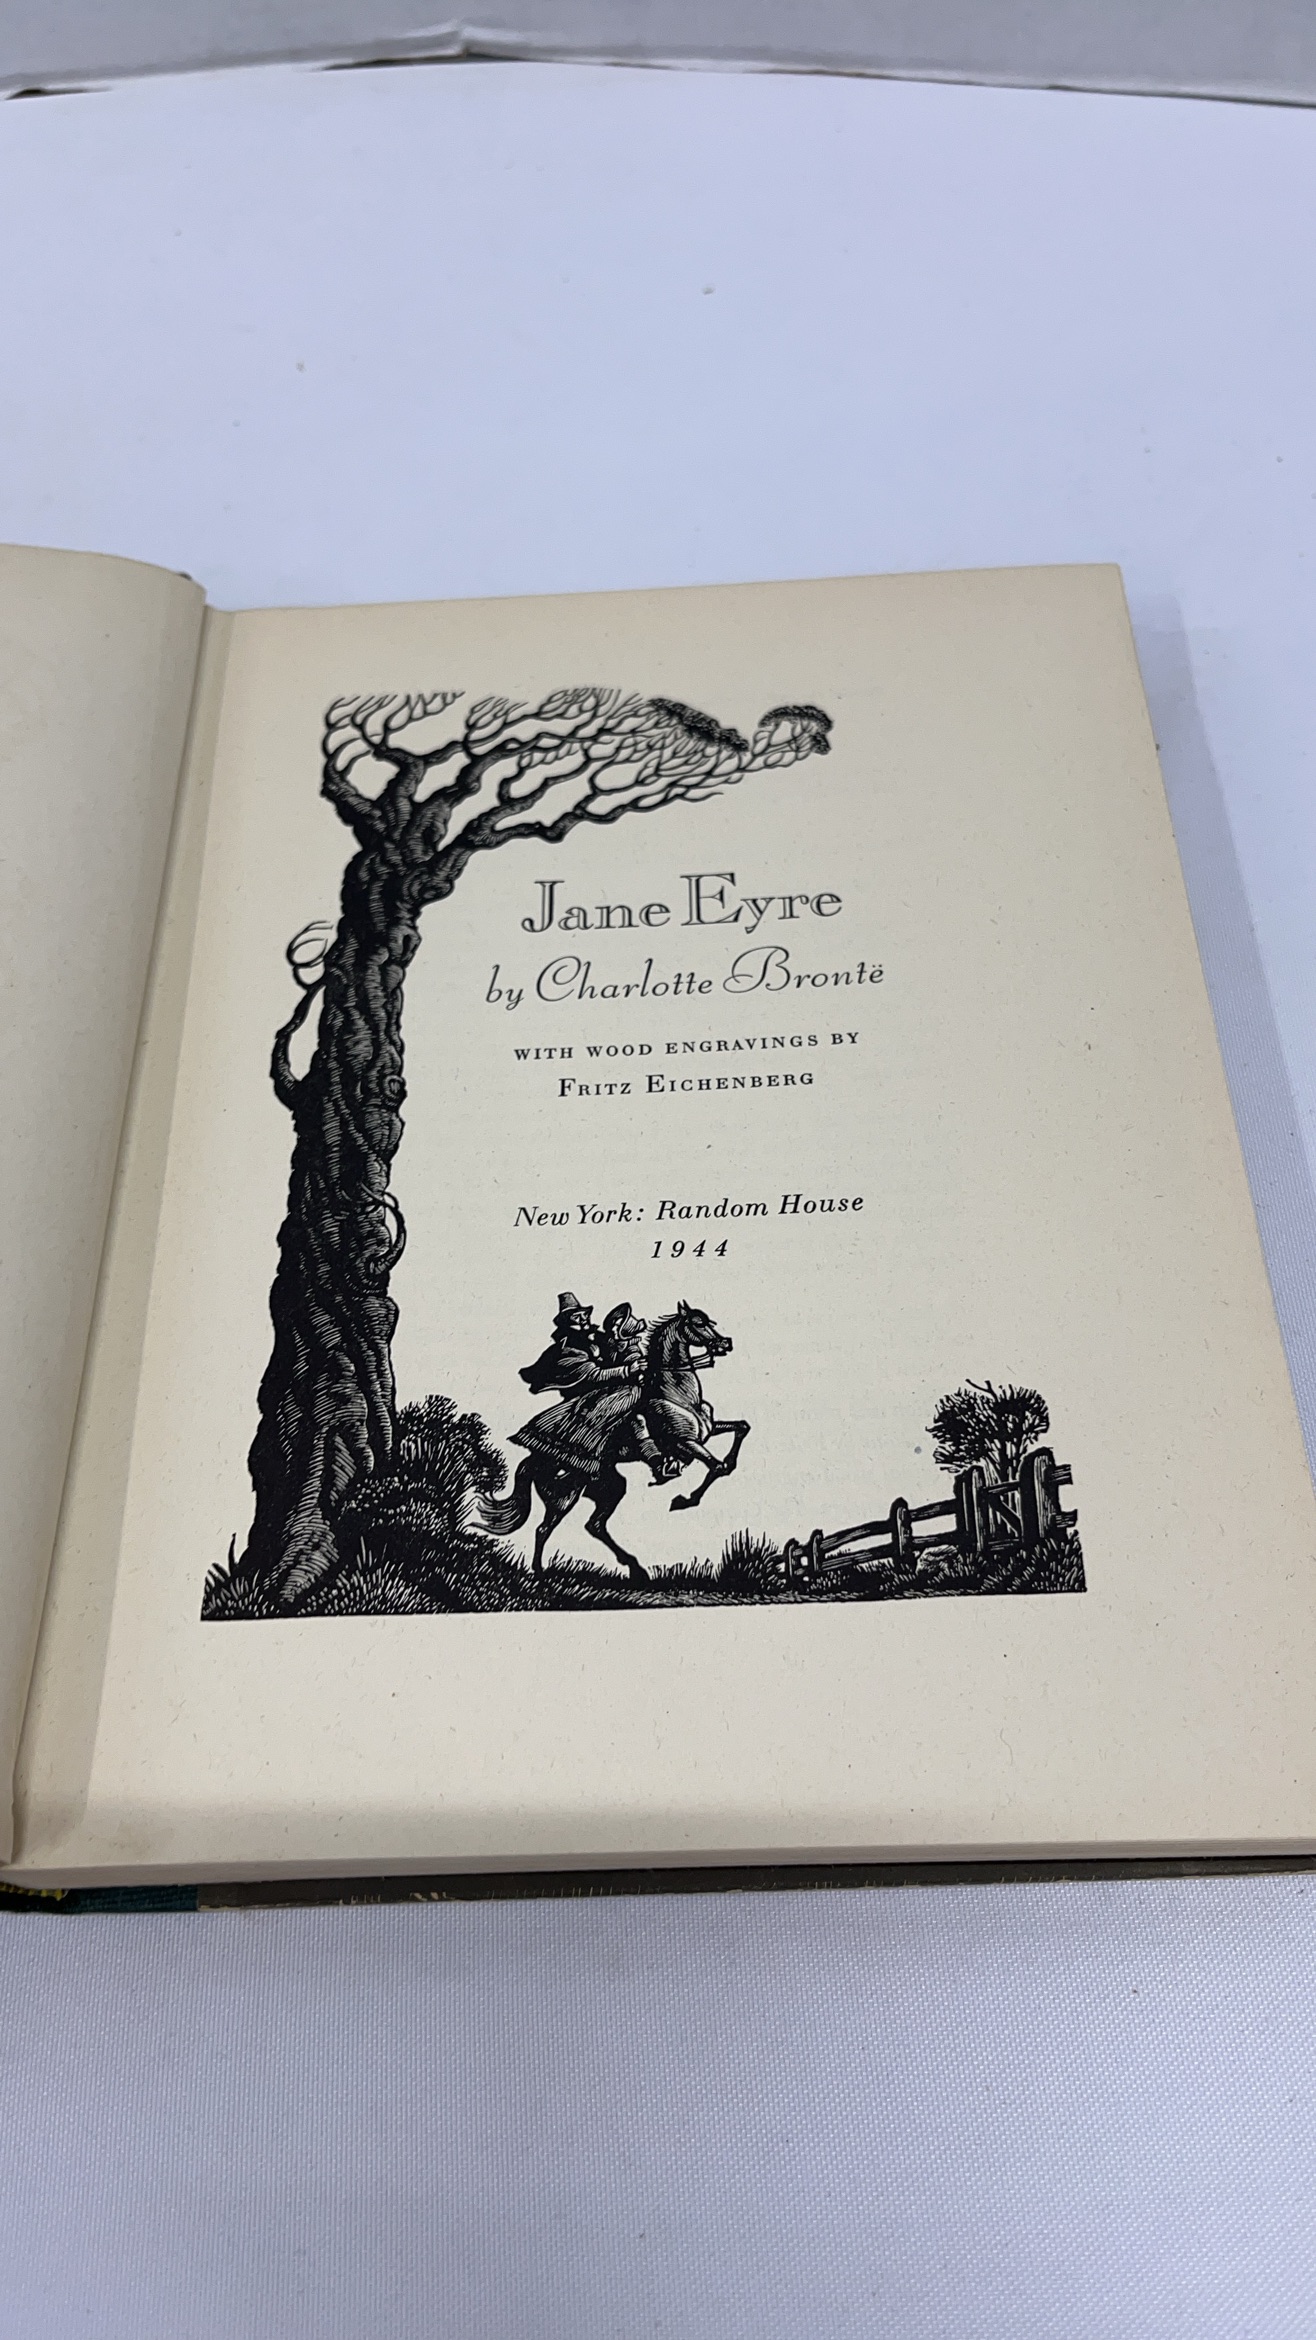 Jane Eyre
by Charlotte Brontë
WITH WOOD ENGRAVINGS BY
FRITZ EICHENBERG
New York: Random House
1944